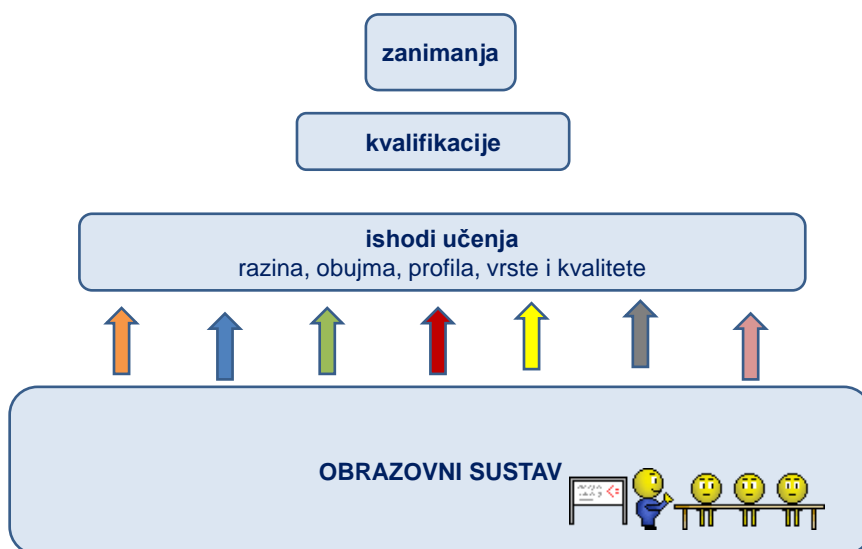 zanimanja
kvalifikacije
ishodi učenja
razina, obujma, profila, vrste i kvalitete
OBRAZOVNI SUSTAV